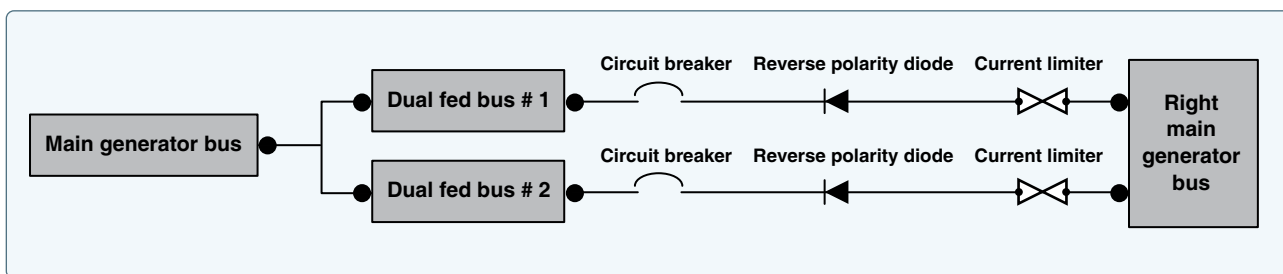 Circuit breaker
Reverse polarity diode
Current limiter
Main generator bus
Dual fed bus # 1
Right
main
generator
bus
Circuit breaker
Reverse polarity diode
Current limiter
Dual fed bus # 2